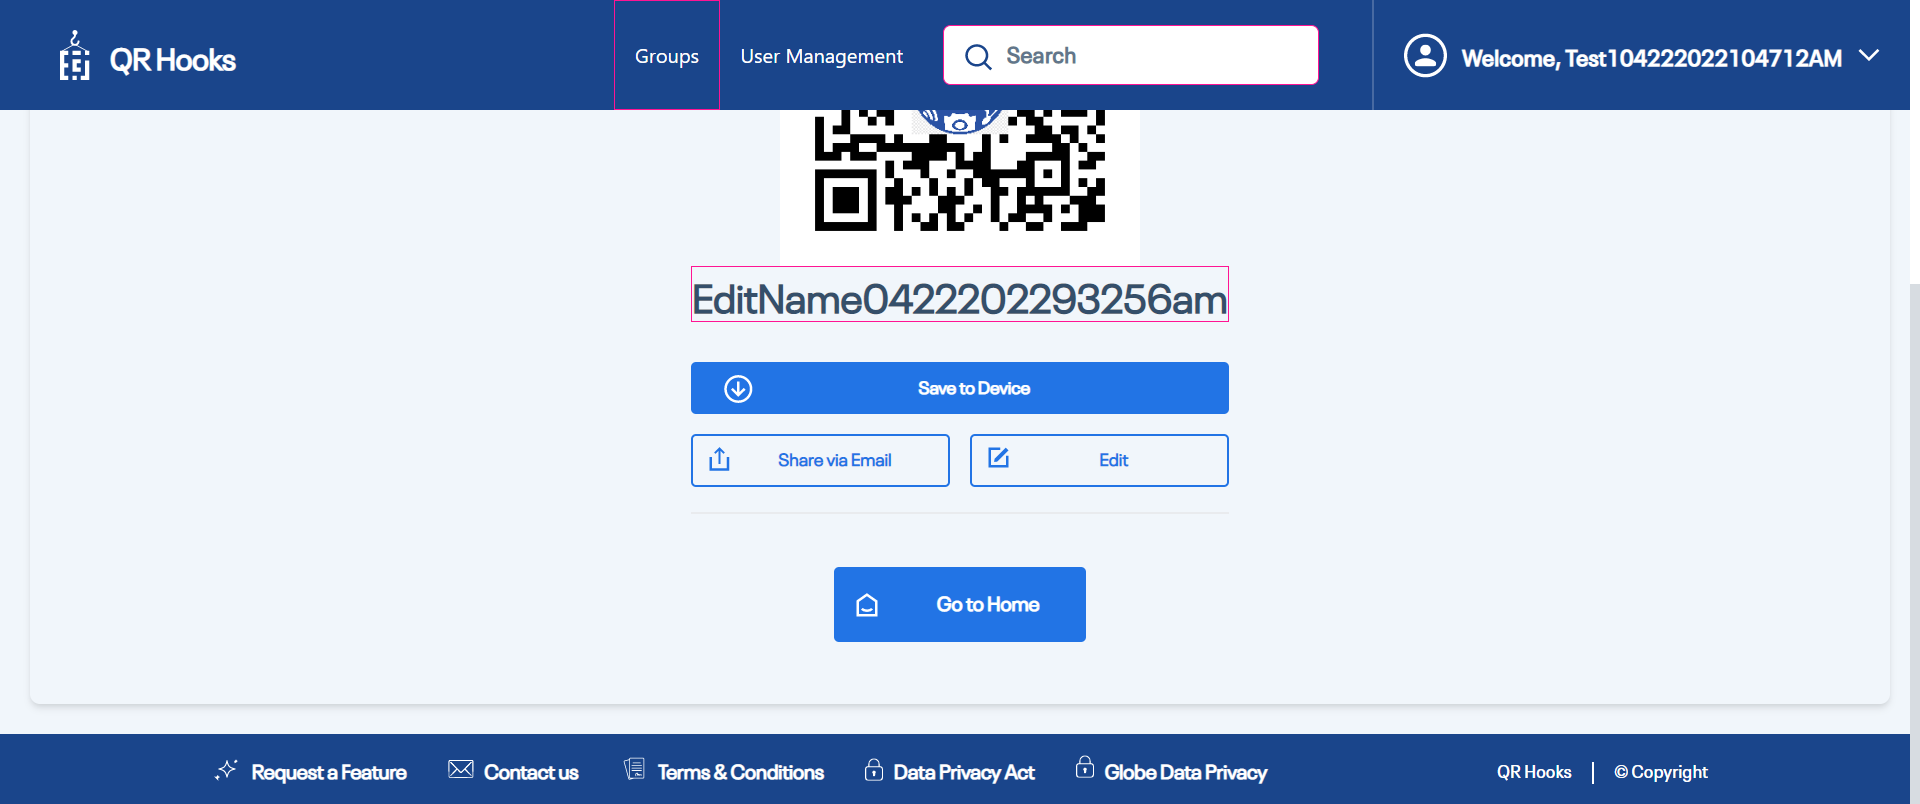 QR Hooks
Groups
User Management
Search
Welcome, Test104222022104712AM
EditName0422202293256am
Save to Device
Share via Email
Edit
Go to Home
Request a Feature
Contact us
Terms & Conditions
Data Privacy Act
Globe Data Privacy
QR Hooks
© Copyright